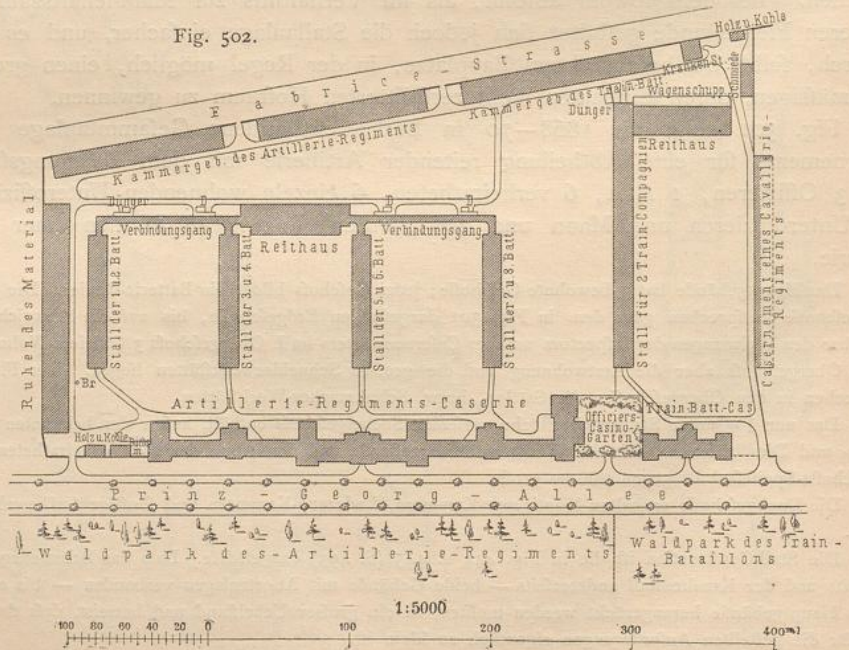 Fig. 502.
Holz u. Kohle
Fabrice - Strasse
Kranken St.
Schmiede
Kammergeb. des Train-Batt.
Wagenschupp.
Dünger
Kammergeb. des Artillerie-Regiments
Reithaus
Dünger
D.
D.
D.
Verbindungsgang
Reithaus
Verbindungsgang
Ruhendes Material
Stall der 1. u. 2. Batt.
Stall der 3. u. 4. Batt.
Stall der 5. u. 6. Batt.
Stall der 7. u. 8. Batt.
Stall für 2 Train-Compagnien
Casernement eines Cavallerie-
Regiments
Br
Artillerie-Regiments-Caserne
Officiers-
Casino-
Garten
Train-Batt.-Cas
Holz u. Kohle
Prinz - Georg - Allee
Waldpark des Artillerie-Regiments
Waldpark des Train-
Bataillons
1:5000
100 80 60 40 20 0 100 200 300 400 m